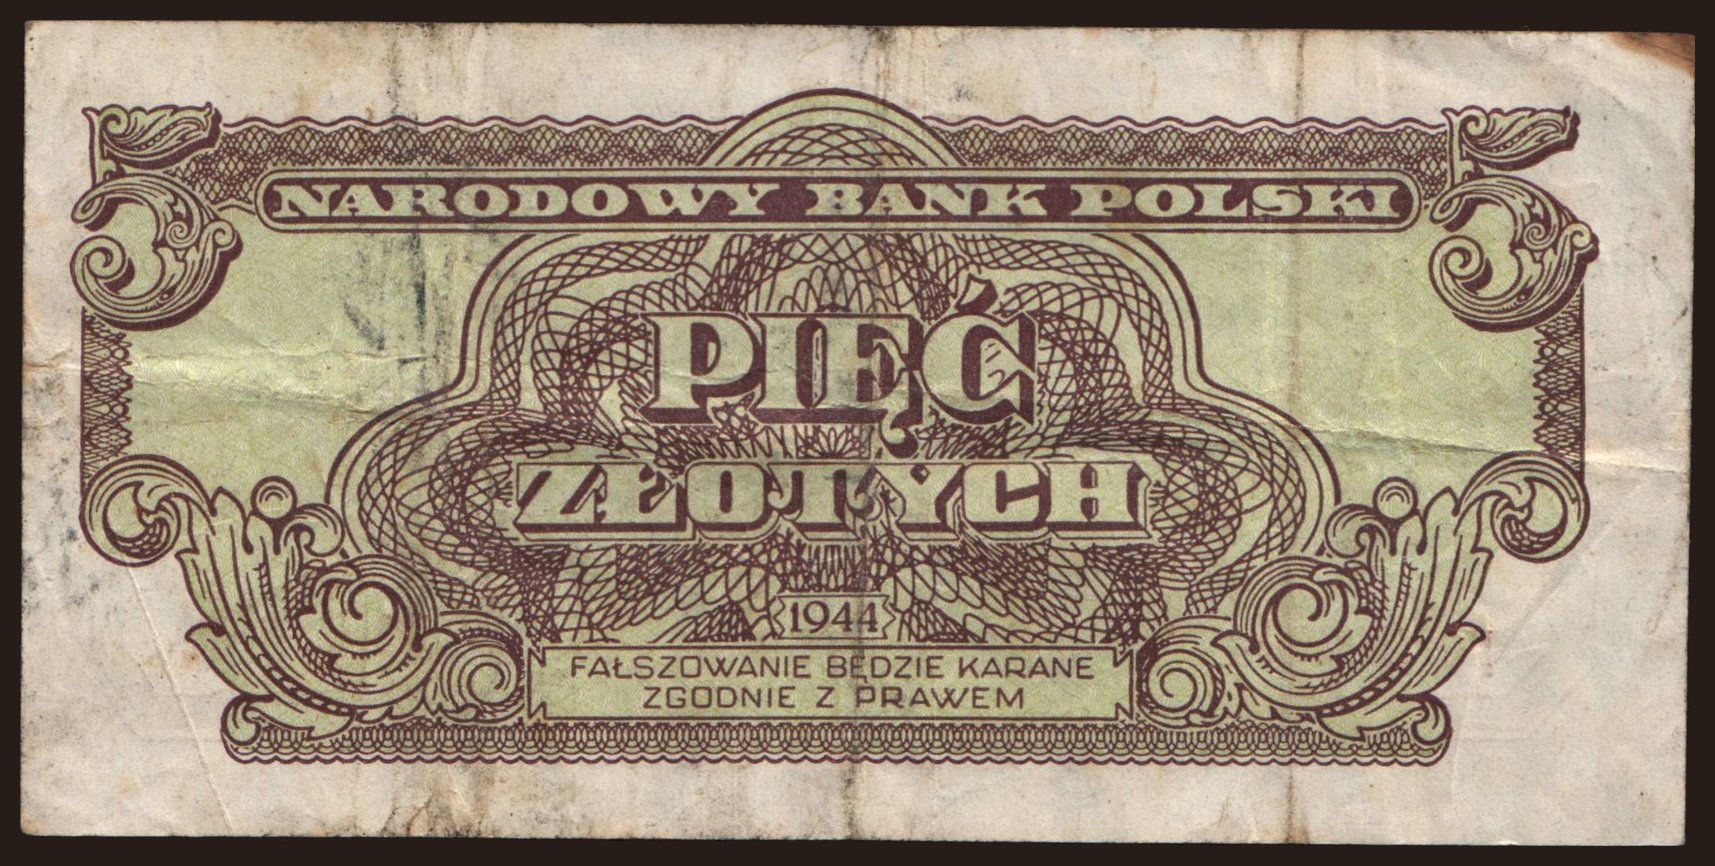 5 5
NARODOWY BANK POLSKI
PIĘĆ
ZŁOTYCH
1944
FAŁSZOWANIE BĘDZIE KARANE
ZGODNIE Z PRAWEM